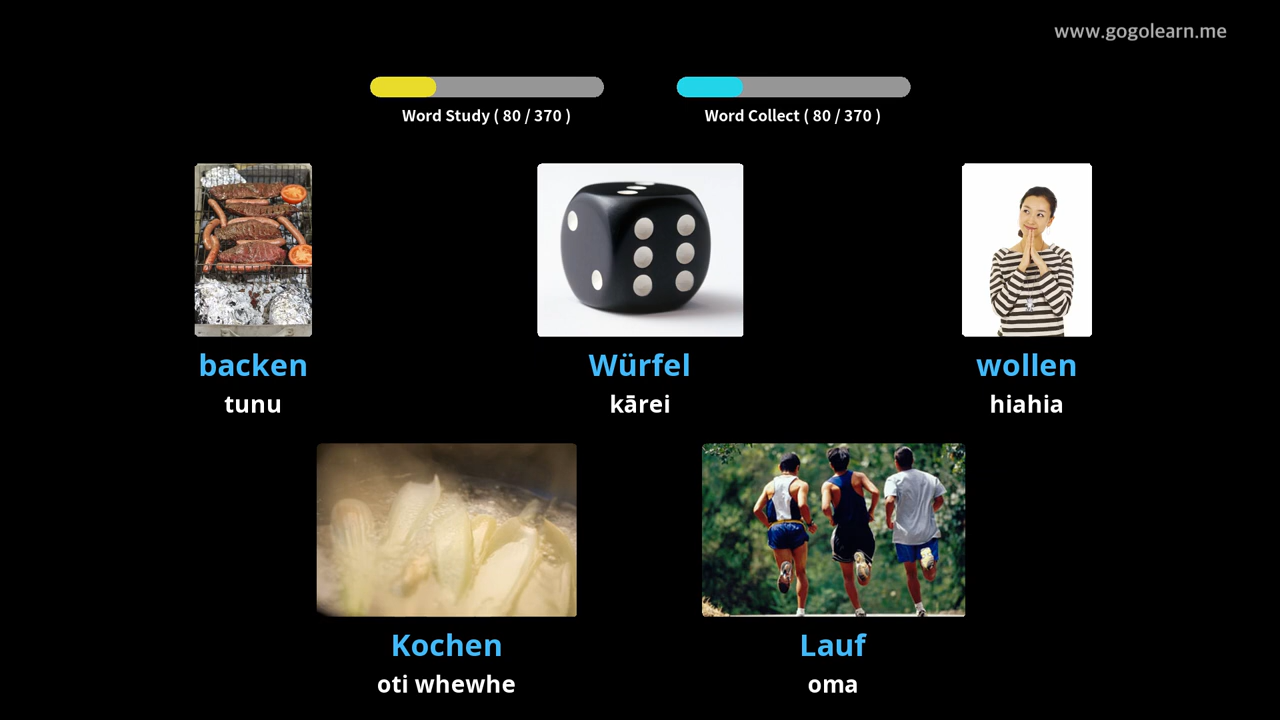 www.gogolearn.me
Word Study ( 80 / 370 )
Word Collect ( 80 / 370 )
backen
tunu
Würfel
kārei
wollen
hiahia
Kochen
oti whewhe
Lauf
oma